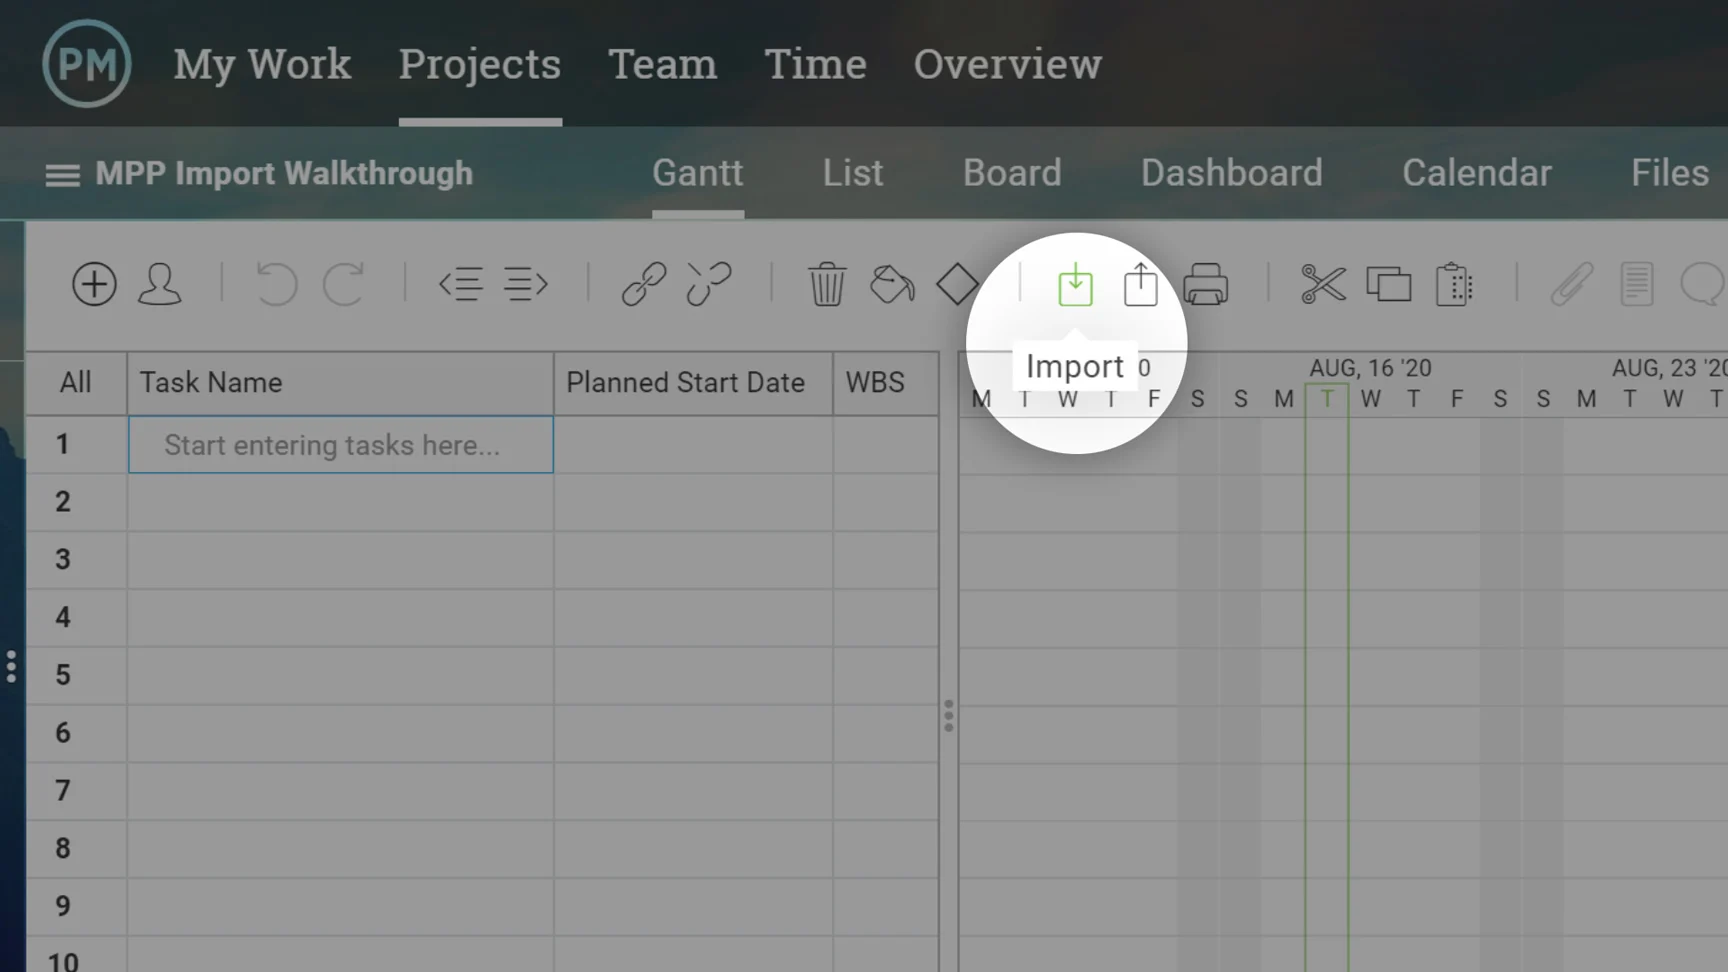 PM My Work Projects Team Time Overview
MPP Import Walkthrough Gantt List Board Dashboard Calendar Files
Import
All Task Name Planned Start Date WBS 0 AUG, 16 '20 AUG, 23 '20
M T W T F S S M T W T F S S M T W T
1 Start entering tasks here...
2
3
4
5
6
7
8
9
10